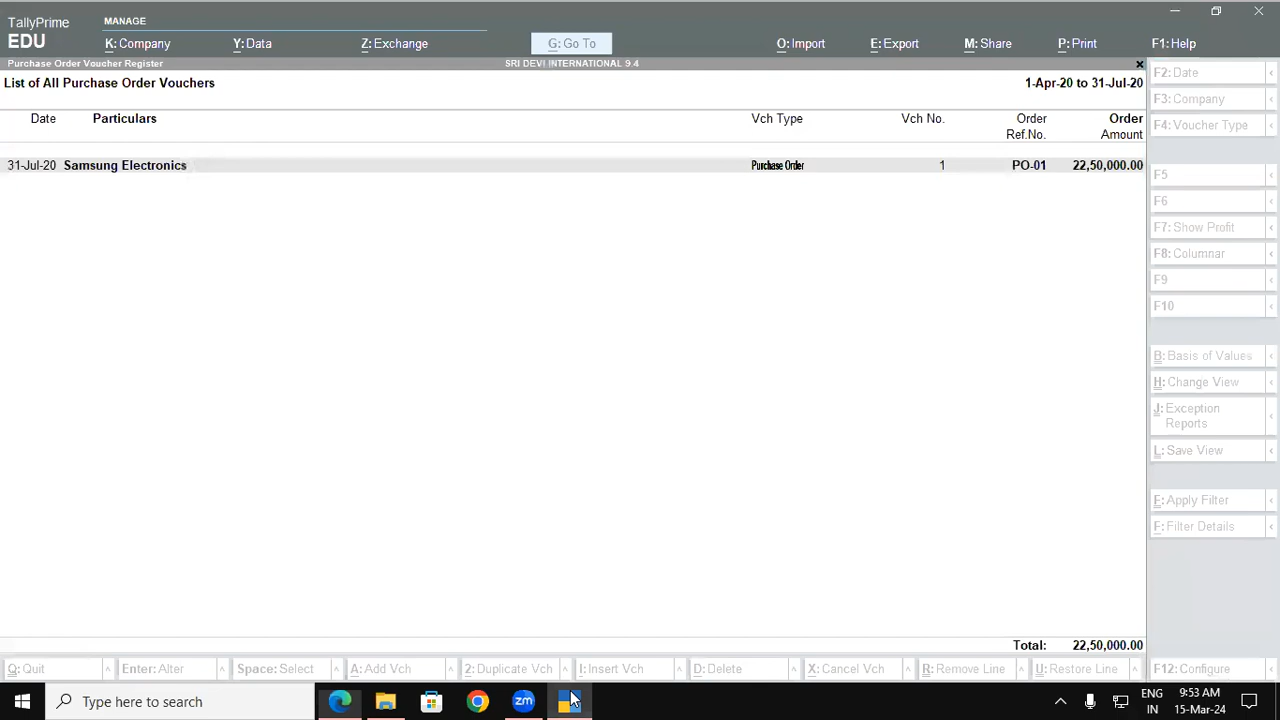 TallyPrime
EDU
MANAGE
K: Company Y: Data Z: Exchange G: Go To O: Import E: Export M: Share P: Print F1: Help
Purchase Order Voucher Register SRI DEVI INTERNATIONAL 9.4
List of All Purchase Order Vouchers 1-Apr-20 to 31-Jul-20
Date Particulars Vch Type Vch No. Order Order
Ref.No. Amount
31-Jul-20 Samsung Electronics Purchase Order 1 PO-01 22,50,000.00
F2: Date
F3: Company
F4: Voucher Type
F5
F6
F7: Show Profit
F8: Columnar
F9
F10
B: Basis of Values
H: Change View
J: Exception
Reports
L: Save View
F: Apply Filter
F: Filter Details
Total: 22,50,000.00
Q: Quit Enter: Alter Space: Select A: Add Vch 2: Duplicate Vch I: Insert Vch D: Delete X: Cancel Vch R: Remove Line U: Restore Line F12: Configure
Type here to search
zm
ENG
IN
9:53 AM
15-Mar-24